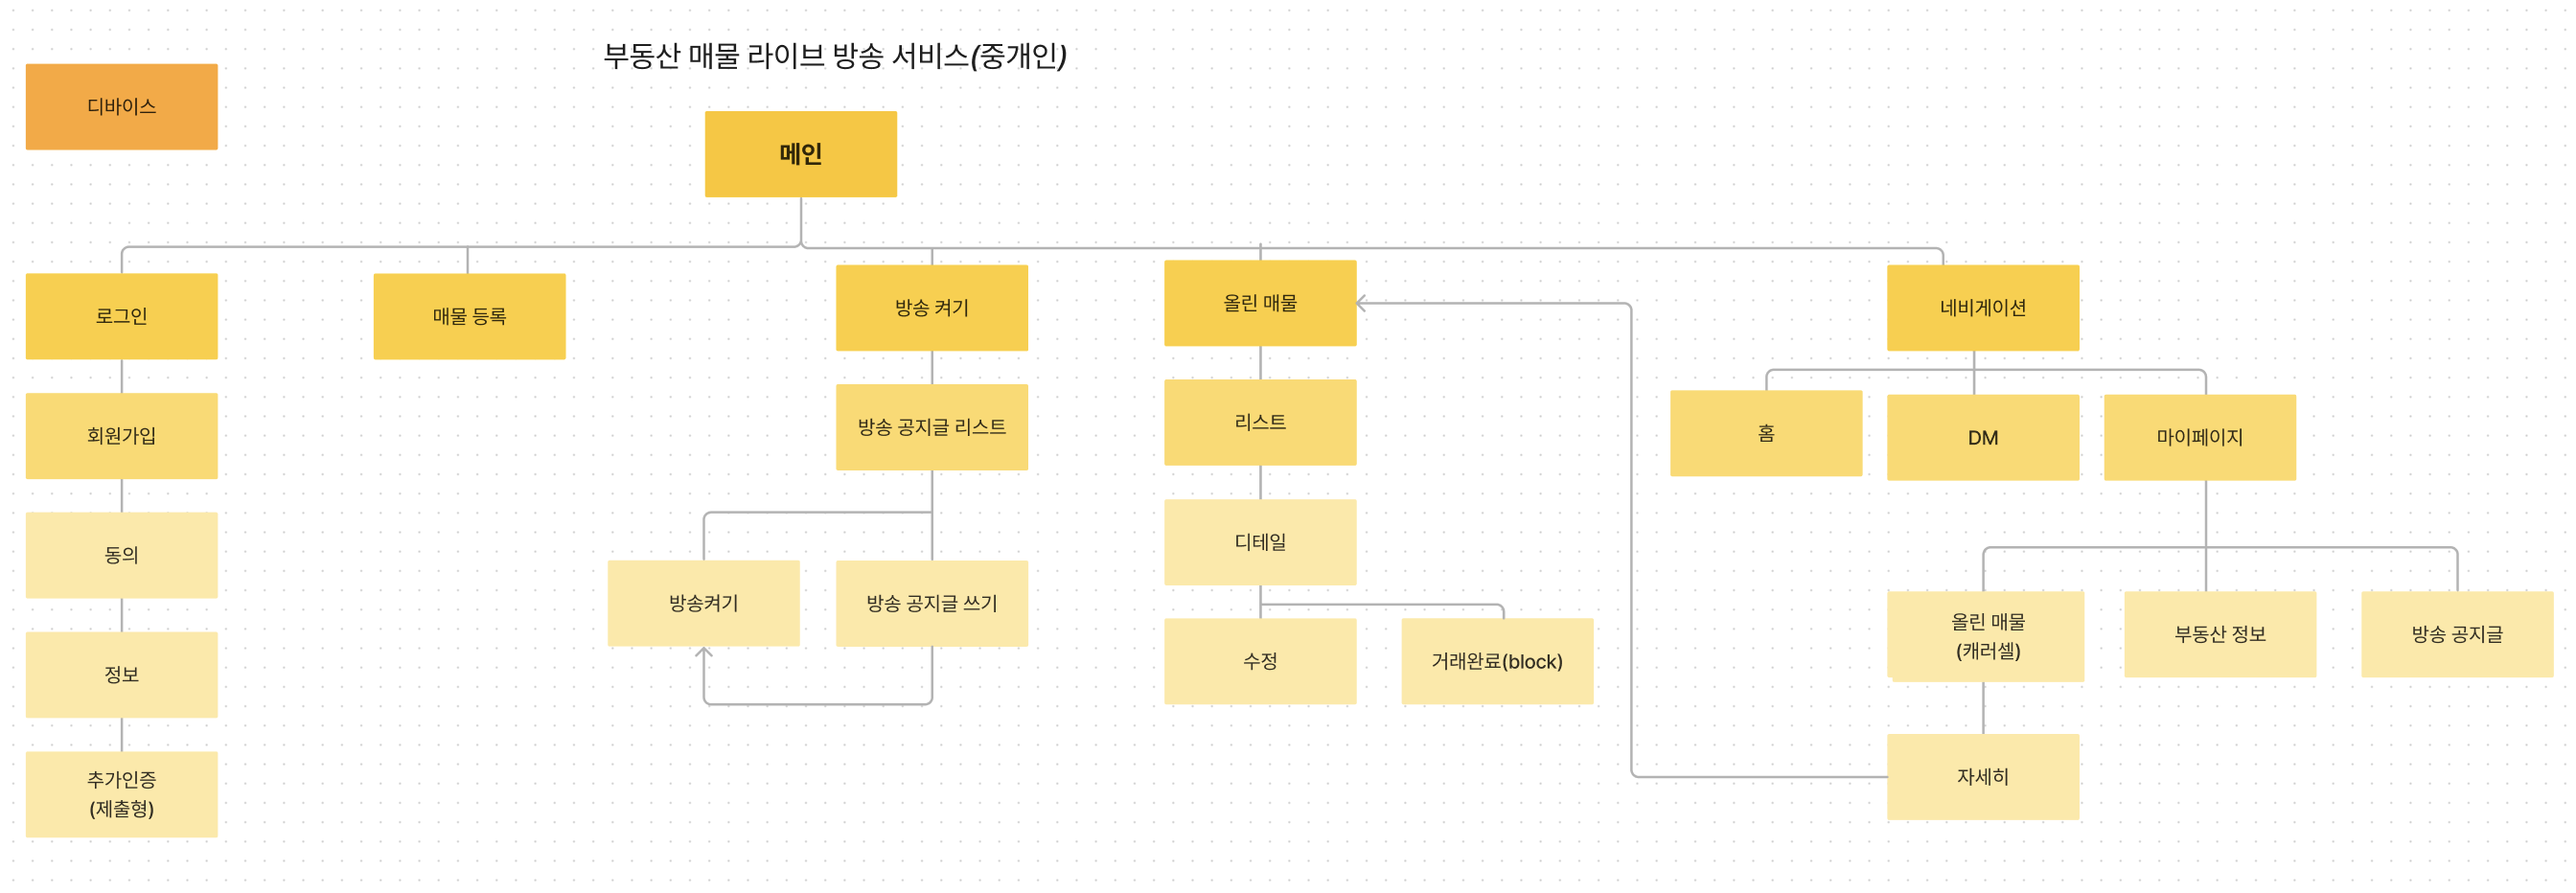 부동산 매물 라이브 방송 서비스(중개인)
디바이스
메인
로그인
매물 등록
방송 켜기
올린 매물
네비게이션
회원가입
방송 공지글 리스트
리스트
홈
DM
마이페이지
동의
디테일
방송켜기
방송 공지글 쓰기
올린 매물
(캐러셀)
부동산 정보
방송 공지글
정보
수정
거래완료(block)
추가인증
(제출형)
자세히